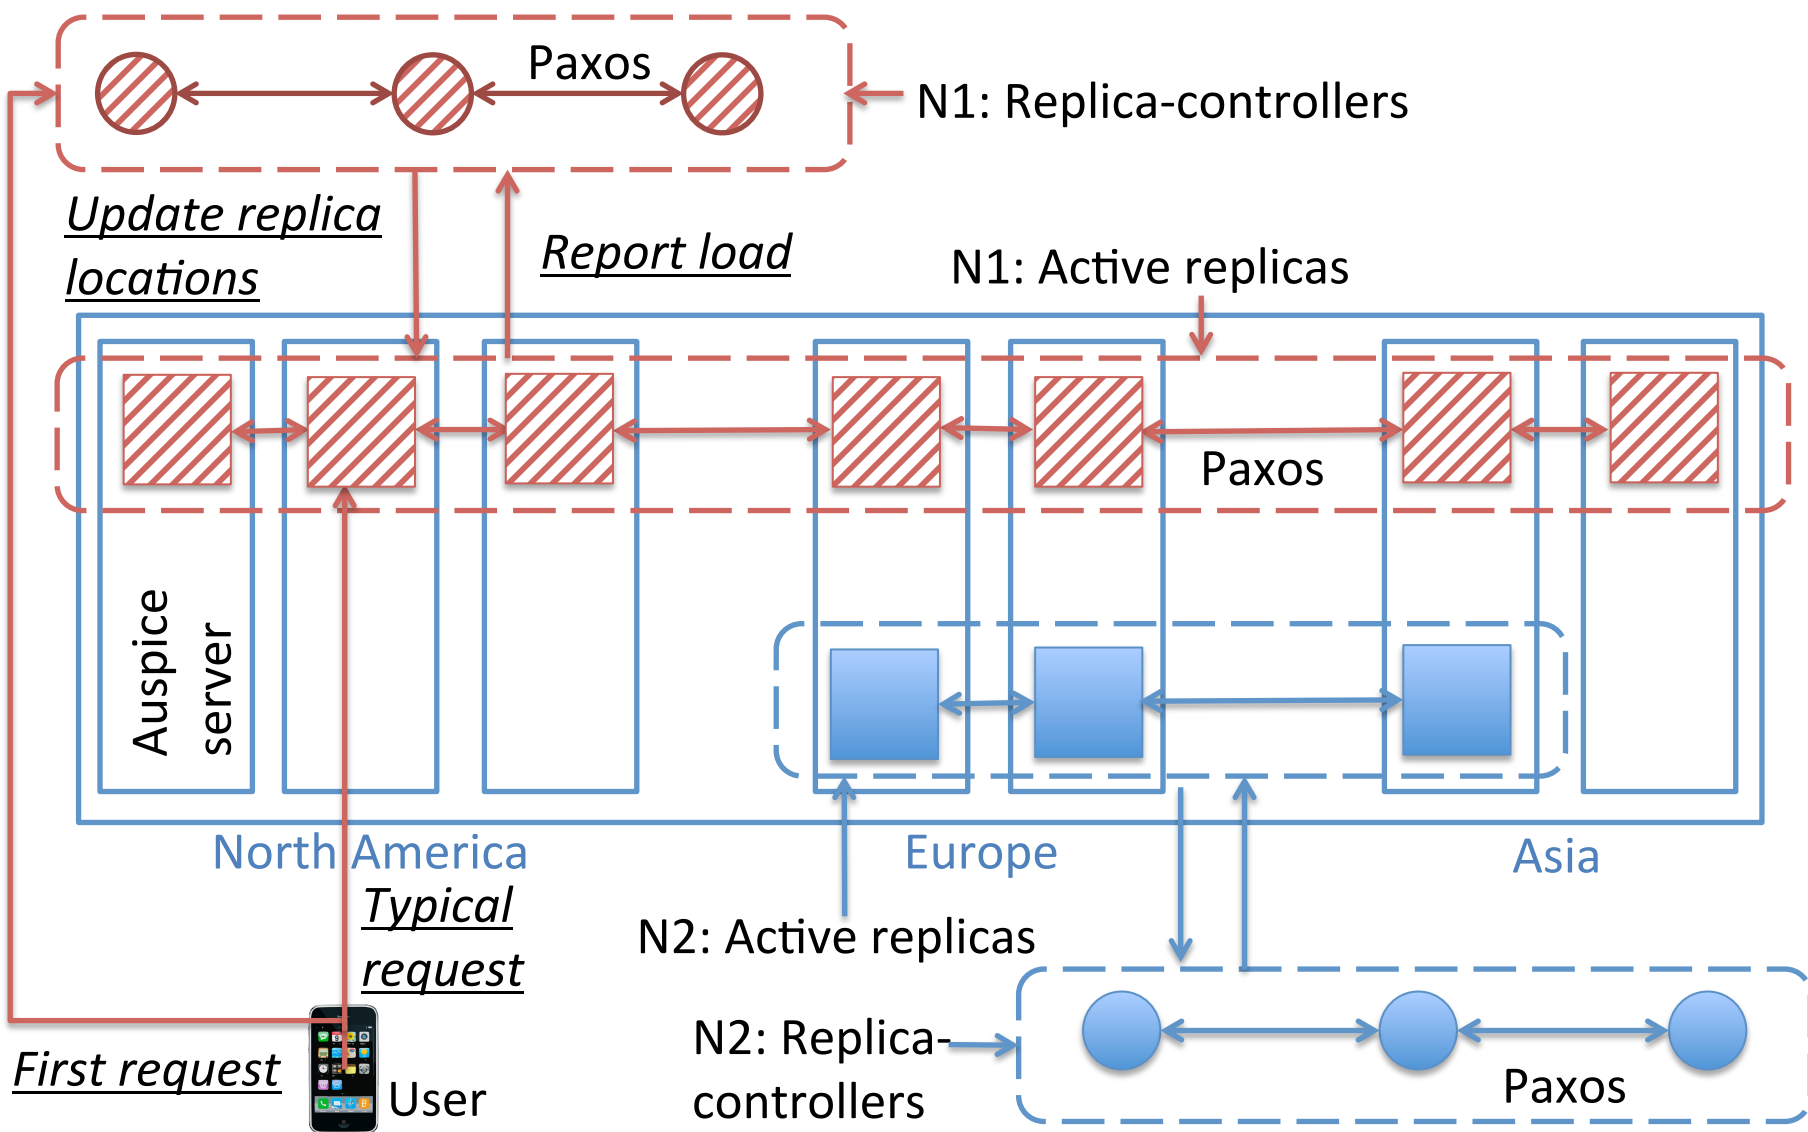 Paxos
N1: Replica-controllers
Update replica
locations
Report load
N1: Active replicas
Paxos
Auspice
server
North America
Europe
Asia
Typical
request
N2: Active replicas
First request
User
N2: Replica-
controllers
Paxos